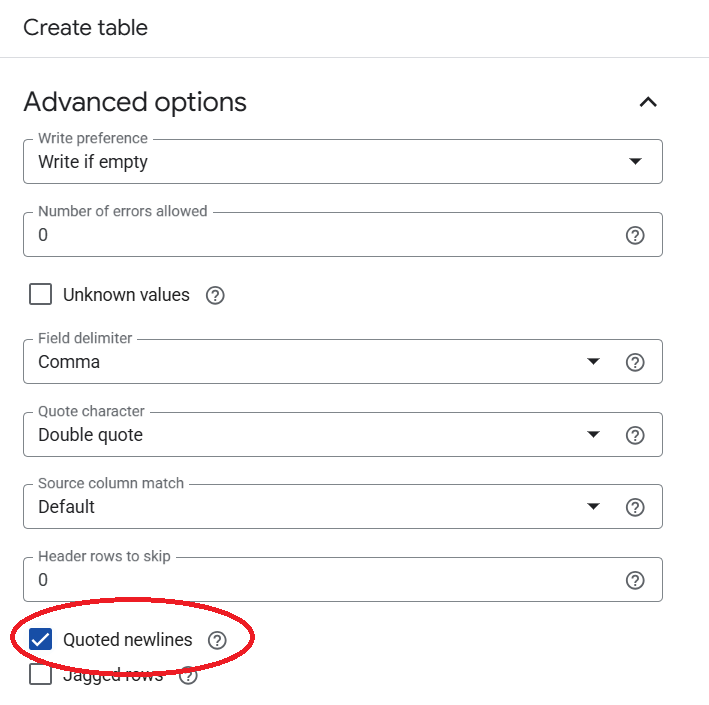 Create table
Advanced options
Write preference
Write if empty
Number of errors allowed
0
Unknown values
Field delimiter
Comma
Quote character
Double quote
Source column match
Default
Header rows to skip
0
Quoted newlines
Jagged rows